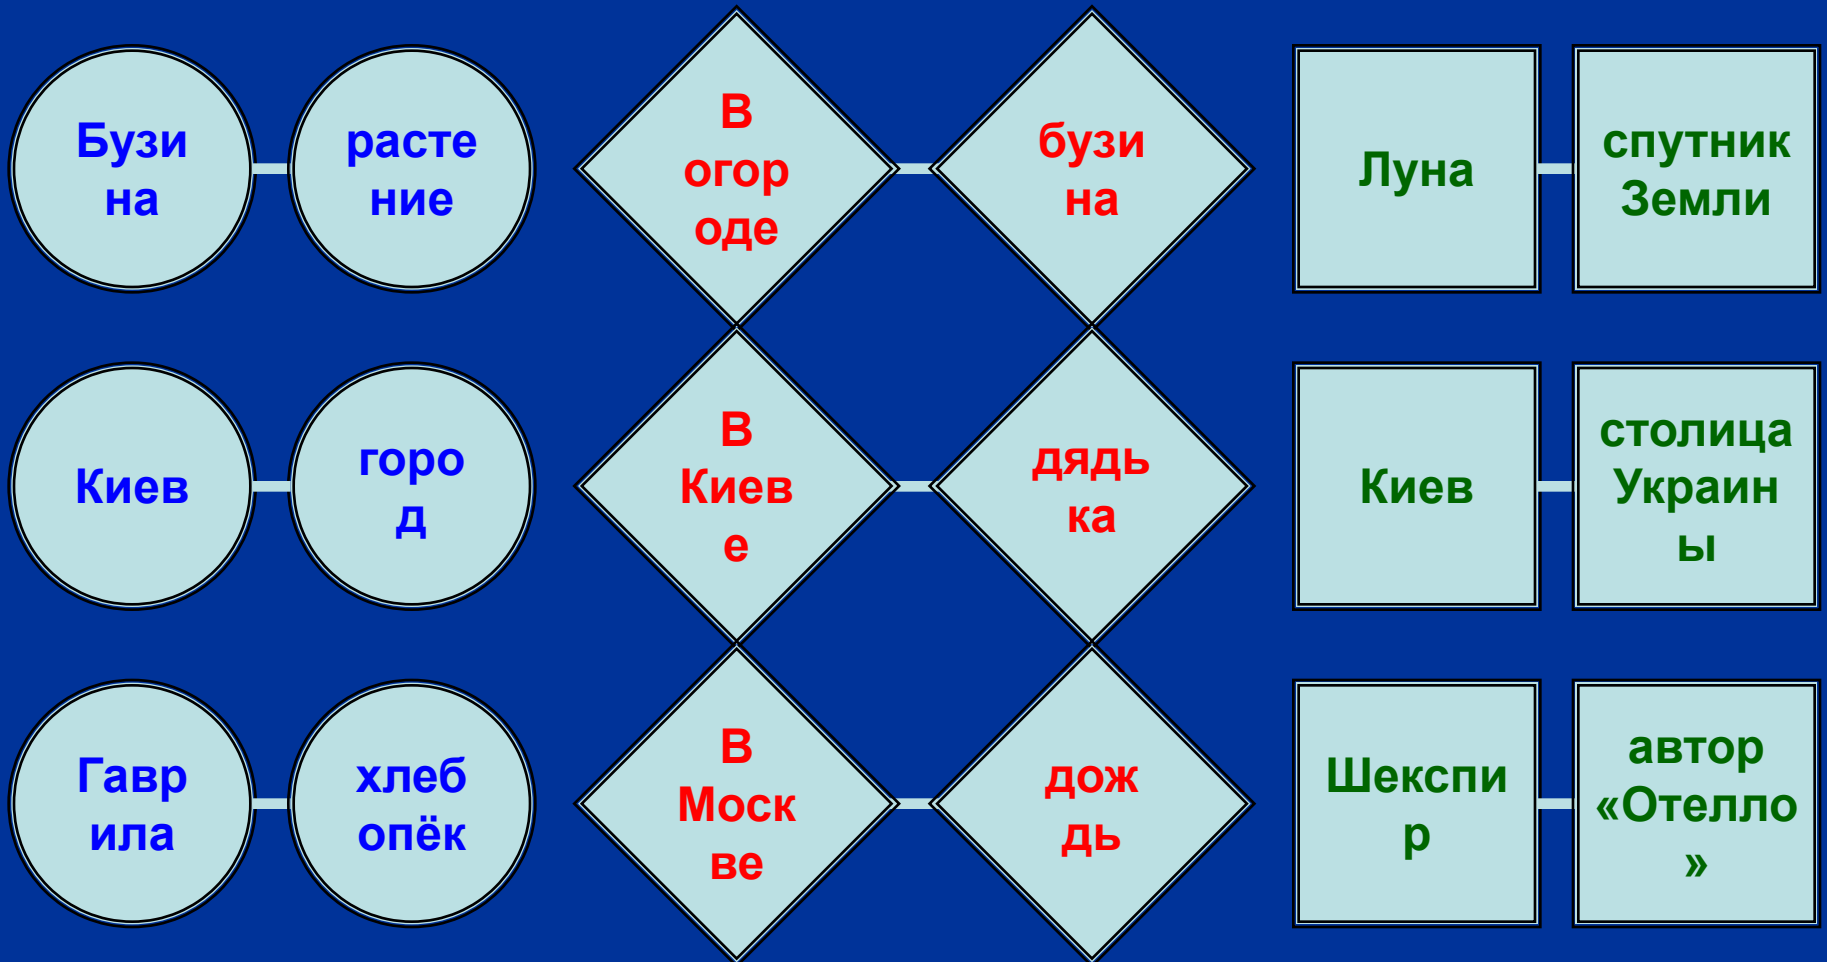 Бузи
на
расте
ние
В
огор
оде
бузи
на
Луна
спутник
Земли
Киев
горо
д
В
Киев
е
дядь
ка
Киев
столица
Украин
ы
Гавр
ила
хлеб
опёк
В
Моск
ве
дож
дь
Шекспи
р
автор
«Отелло
»